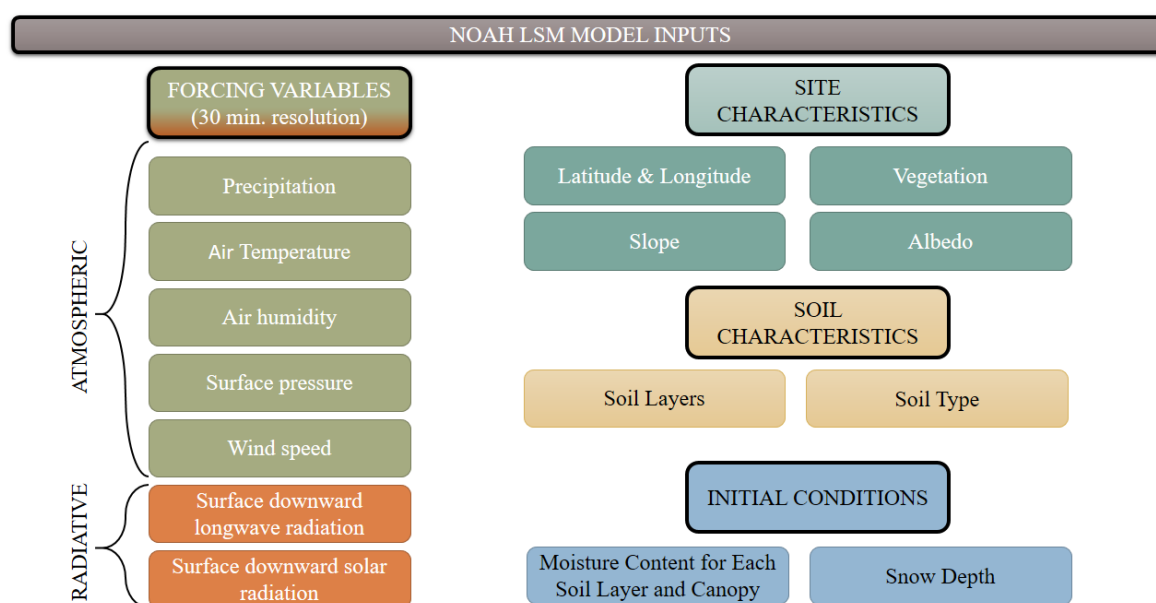 NOAH LSM MODEL INPUTS
FORCING VARIABLES
(30 min. resolution)
ATMOSPHERIC
Precipitation
Air Temperature
Air humidity
Surface pressure
Wind speed
RADIATIVE
Surface downward
longwave radiation
Surface downward solar
radiation
SITE
CHARACTERISTICS
Latitude & Longitude
Vegetation
Slope
Albedo
SOIL
CHARACTERISTICS
Soil Layers
Soil Type
INITIAL CONDITIONS
Moisture Content for Each
Soil Layer and Canopy
Snow Depth